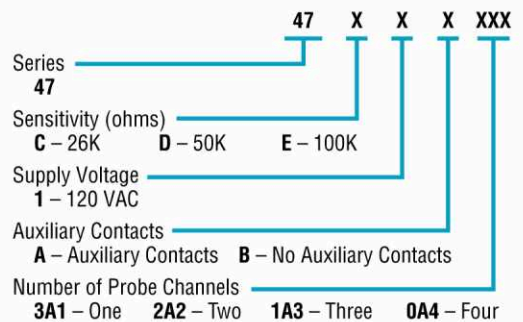 47 X X X XXX
Series
47
Sensitivity (ohms)
C – 26K D – 50K E – 100K
Supply Voltage
1 – 120 VAC
Auxiliary Contacts
A – Auxiliary Contacts B – No Auxiliary Contacts
Number of Probe Channels
3A1 – One 2A2 – Two 1A3 – Three 0A4 – Four